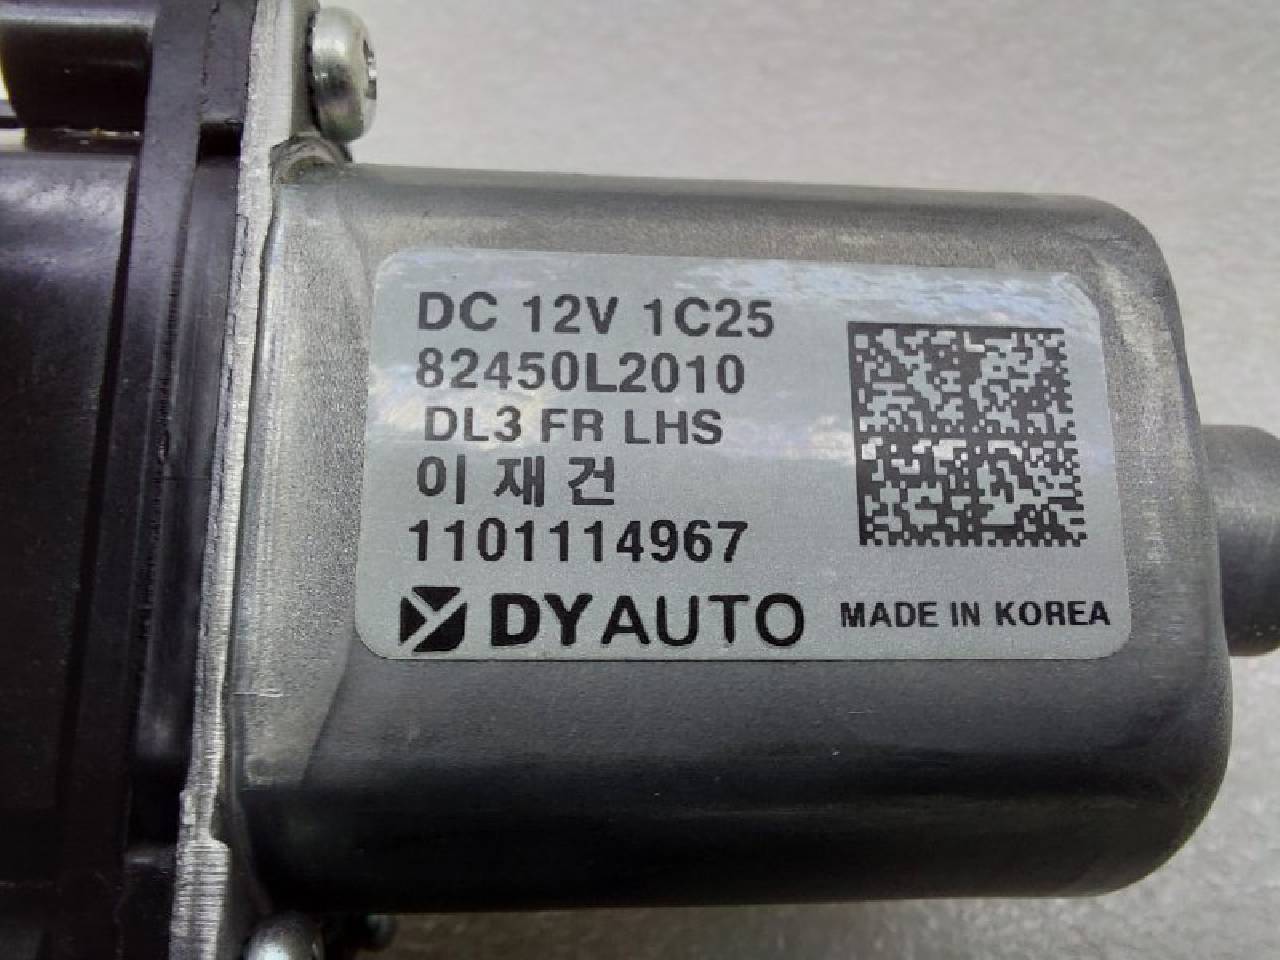 DC 12V 1C25
82450L2010
DL3 FR LHS
이재건
1101114967
DYAUTO MADE IN KOREA